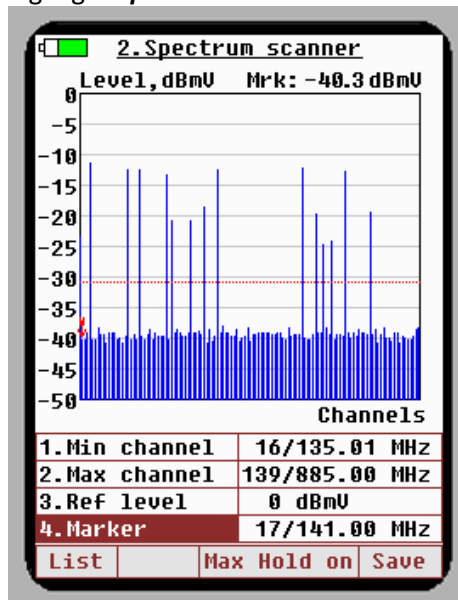 2.Spectrum scanner
Level,dBmV Mrk: -40.3 dBmV
0
-5
-10
-15
-20
-25
-30
-35
-40
-45
-50
Channels
1.Min channel 16/135.01 MHz
2.Max channel 139/885.00 MHz
3.Ref level 0 dBmV
4.Marker 17/141.00 MHz
List Max Hold on Save